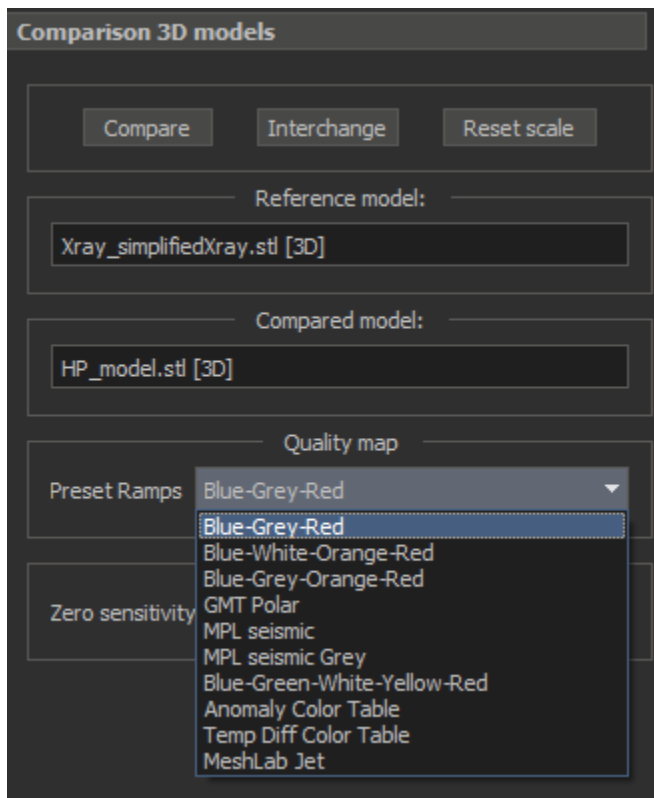 Comparison 3D models
Compare Interchange Reset scale
Reference model:
Xray_simplifiedXray.stl [3D]
Compared model:
HP_model.stl [3D]
Quality map
Preset Ramps Blue-Grey-Red
Blue-Grey-Red
Blue-White-Orange-Red
Blue-Grey-Orange-Red
GMT Polar
Zero sensitivity
MPL seismic
MPL seismic Grey
Blue-Green-White-Yellow-Red
Anomaly Color Table
Temp Diff Color Table
MeshLab Jet